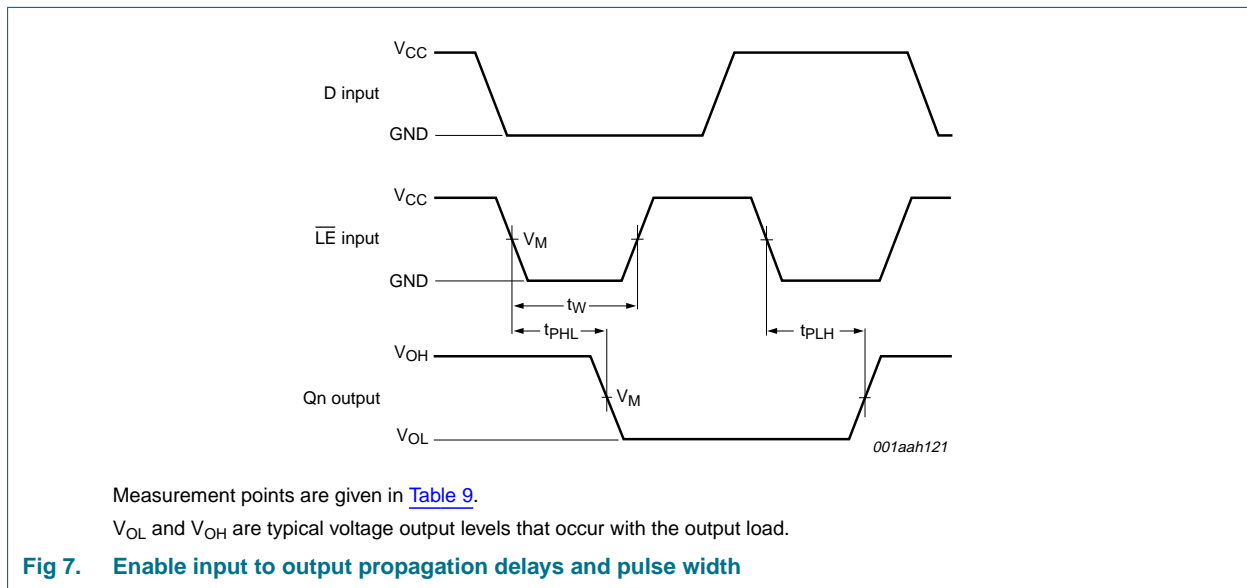 VCC
D input
GND
VCC
LE input
VM
GND
tW
tPHL
tPLH
VOH
Qn output
VM
VOL
001aah121
Measurement points are given in Table 9.
VOL and VOH are typical voltage output levels that occur with the output load.
Fig 7. Enable input to output propagation delays and pulse width